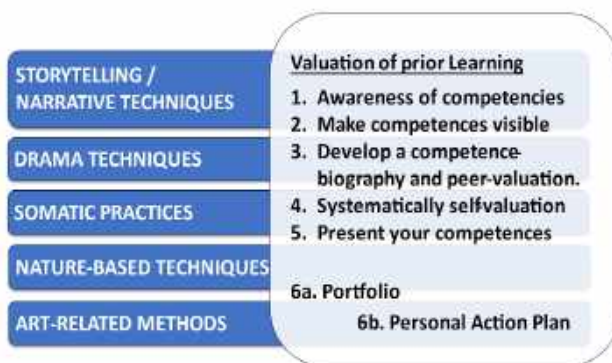 STORYTELLING /
NARRATIVE TECHNIQUES
DRAMA TECHNIQUES
SOMATIC PRACTICES
NATURE-BASED TECHNIQUES
ART-RELATED METHODS
Valuation of prior Learning
1. Awareness of competencies
2. Make competences visible
3. Develop a competence-
biography and peer-valuation.
4. Systematically selfvaluation
5. Present your competences
6a. Portfolio
6b. Personal Action Plan